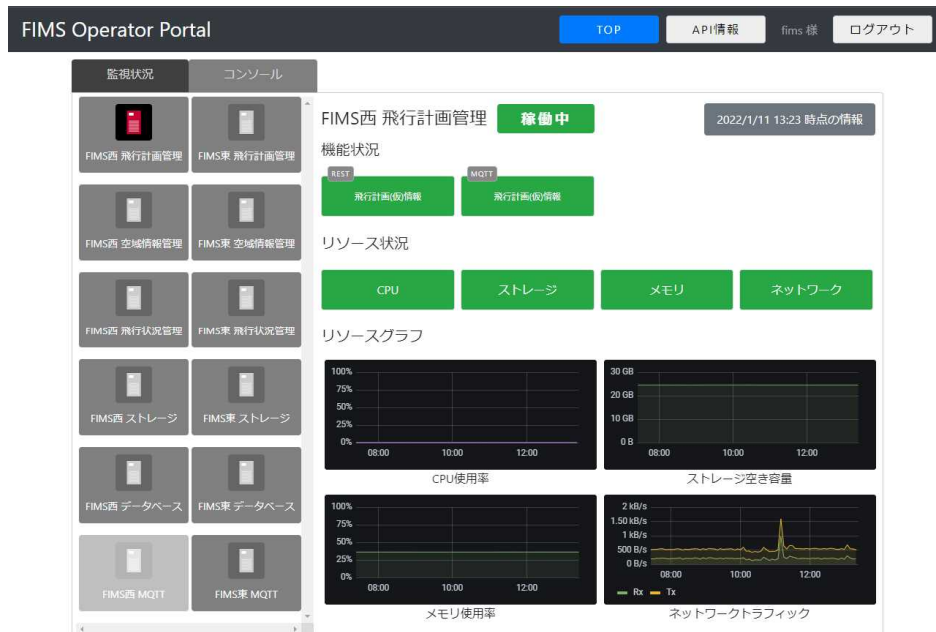 FIMS Operator Portal
TOP
API情報
fims 様
ログアウト
監視状況
コンソール
FIMS西 飛行計画管理
FIMS東 飛行計画管理
FIMS西 空域情報管理
FIMS東 空域情報管理
FIMS西 飛行状況管理
FIMS東 飛行状況管理
FIMS西 ストレージ
FIMS東 ストレージ
FIMS西 データベース
FIMS東 データベース
FIMS西 MQTT
FIMS東 MQTT
FIMS西 飛行計画管理
稼働中
2022/1/11 13:23 時点の情報
機能状況
REST
飛行計画(仮)情報
MQTT
飛行計画(仮)情報
リソース状況
CPU
ストレージ
メモリ
ネットワーク
リソースグラフ
100%
75%
50%
25%
0%
08:00
10:00
12:00
CPU使用率
30 GB
20 GB
10 GB
0 B
08:00
10:00
12:00
ストレージ空き容量
100%
75%
50%
25%
0%
08:00
10:00
12:00
メモリ使用率
2 kB/s
1.50 kB/s
1 kB/s
500 B/s
0 B/s
08:00
10:00
12:00
Rx
Tx
ネットワークトラフィック